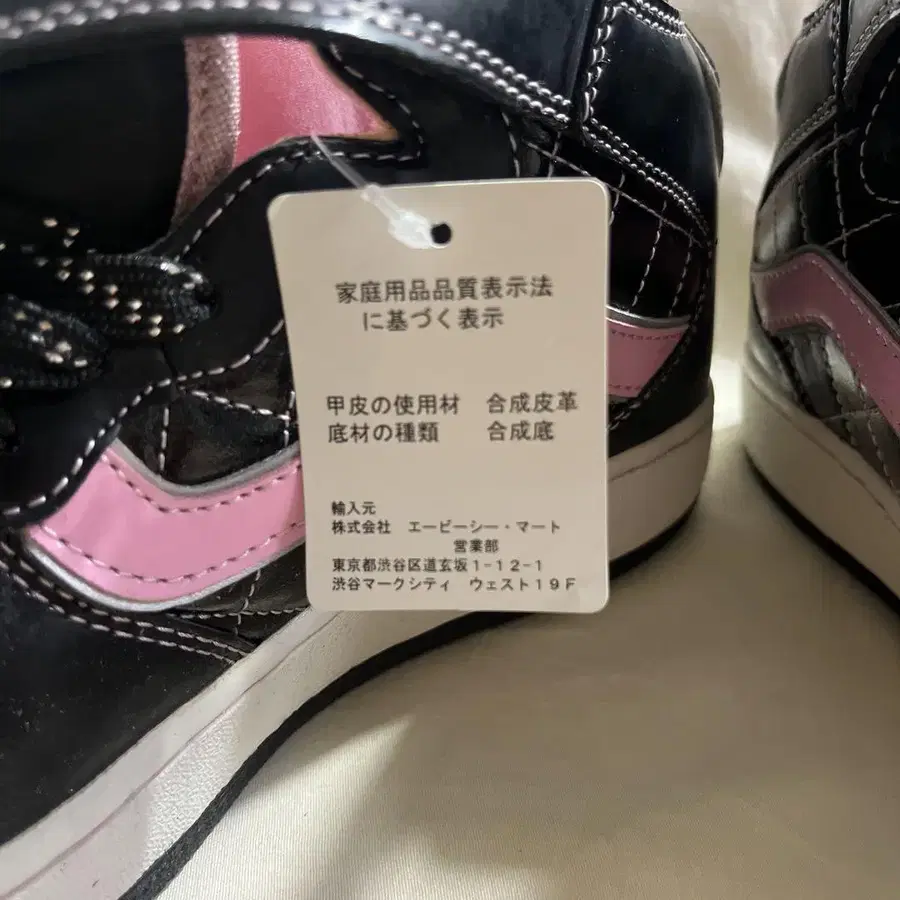 家庭用品品質表示法
に基づく表示
甲皮の使用材 合成皮革
底材の種類 合成底
輸入元
株式会社 エービーシー・マート
営業部
東京都渋谷区道玄坂1-12-1
渋谷マークシティ ウェスト19F